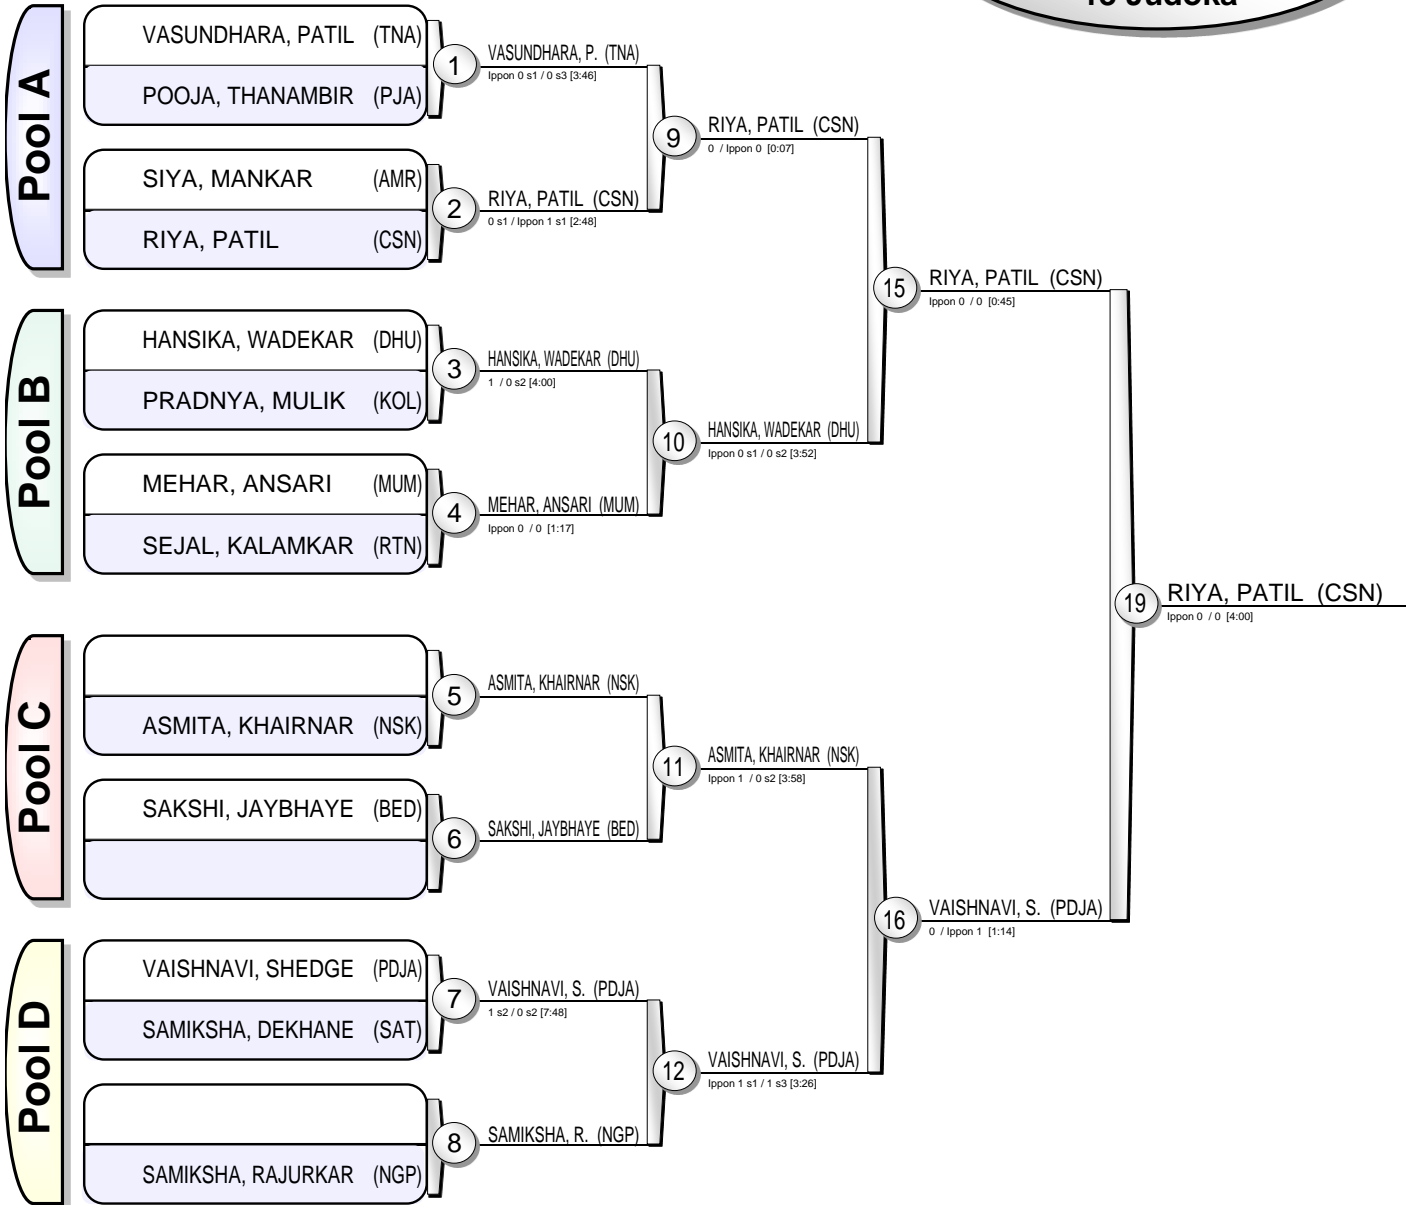 Judoka
Pool A
VASUNDHARA, PATIL (TNA)
POOJA, THANAMBIR (PJA)
1
VASUNDHARA, P. (TNA)
Ippon 0 s1 / 0 s3 [3:46]
SIYA, MANKAR (AMR)
RIYA, PATIL (CSN)
2
RIYA, PATIL (CSN)
0 s1 / Ippon 1 s1 [2:48]
9
RIYA, PATIL (CSN)
0 / Ippon 0 [0:07]
Pool B
HANSIKA, WADEKAR (DHU)
PRADNYA, MULIK (KOL)
3
HANSIKA, WADEKAR (DHU)
1 / 0 s2 [4:00]
MEHAR, ANSARI (MUM)
SEJAL, KALAMKAR (RTN)
4
MEHAR, ANSARI (MUM)
Ippon 0 / 0 [1:17]
10
HANSIKA, WADEKAR (DHU)
Ippon 0 s1 / 0 s2 [3:52]
15
RIYA, PATIL (CSN)
Ippon 0 / 0 [0:45]
Pool C
ASMITA, KHAIRNAR (NSK)
5
ASMITA, KHAIRNAR (NSK)
SAKSHI, JAYBHAYE (BED)
6
SAKSHI, JAYBHAYE (BED)
11
ASMITA, KHAIRNAR (NSK)
Ippon 1 / 0 s2 [3:58]
Pool D
VAISHNAVI, SHEDGE (PDJA)
SAMIKSHA, DEKHANE (SAT)
7
VAISHNAVI, S. (PDJA)
1 s2 / 0 s2 [7:48]
SAMIKSHA, RAJURKAR (NGP)
8
SAMIKSHA, R. (NGP)
12
VAISHNAVI, S. (PDJA)
Ippon 1 s1 / 1 s3 [3:26]
16
VAISHNAVI, S. (PDJA)
0 / Ippon 1 [1:14]
19
RIYA, PATIL (CSN)
Ippon 0 / 0 [4:00]